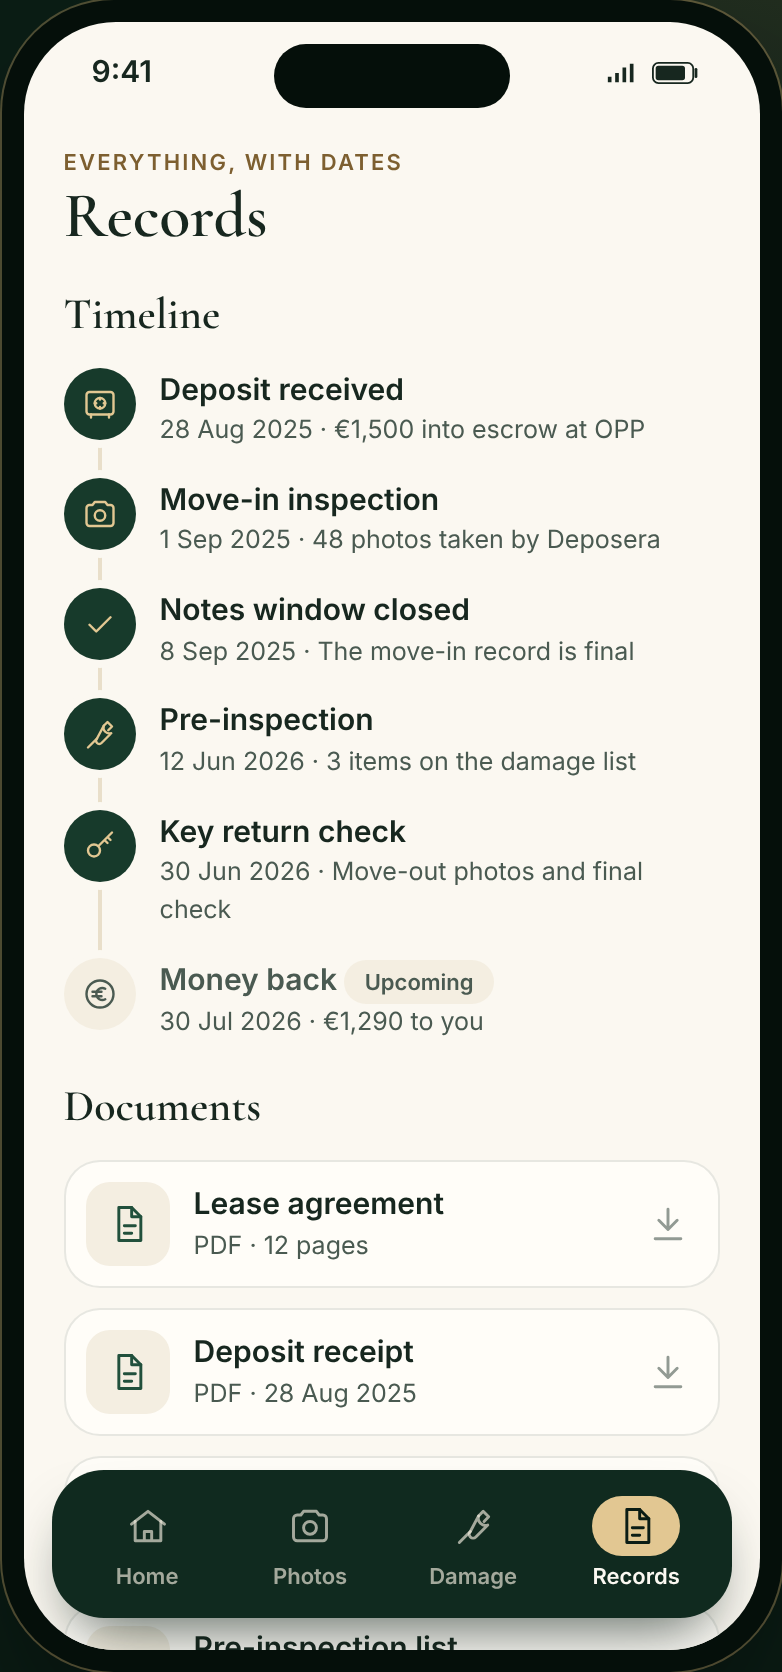 9:41
EVERYTHING, WITH DATES
Records
Timeline
Deposit received
28 Aug 2025 · €1,500 into escrow at OPP
Move-in inspection
1 Sep 2025 · 48 photos taken by Deposera
Notes window closed
8 Sep 2025 · The move-in record is final
Pre-inspection
12 Jun 2026 · 3 items on the damage list
Key return check
30 Jun 2026 · Move-out photos and final
check
Money back Upcoming
30 Jul 2026 · €1,290 to you
Documents
Lease agreement
PDF · 12 pages
Deposit receipt
PDF · 28 Aug 2025
Home Photos Damage Records
Pre-inspection list